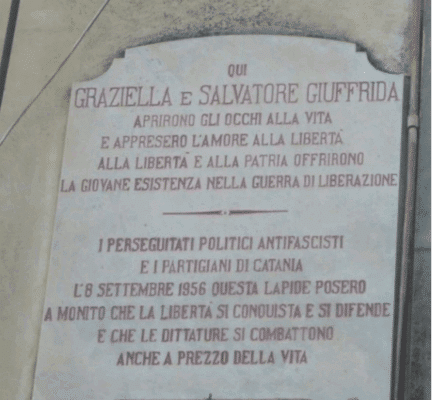 QUI
GRAZIELLA E SALVATORE GIUFFRIDA
APRIRONO GLI OCCHI ALLA VITA
E APPRESERO L'AMORE ALLA LIBERTÀ
ALLA LIBERTÀ E ALLA PATRIA OFFRIRONO
LA GIOVANE ESISTENZA NELLA GUERRA DI LIBERAZIONE
I PERSEGUITATI POLITICI ANTIFASCISTI
E I PARTIGIANI DI CATANIA
L'8 SETTEMBRE 1956 QUESTA LAPIDE POSERO
A MONITO CHE LA LIBERTÀ SI CONQUISTA E SI DIFENDE
E CHE LE DITTATURE SI COMBATTONO
ANCHE A PREZZO DELLA VITA